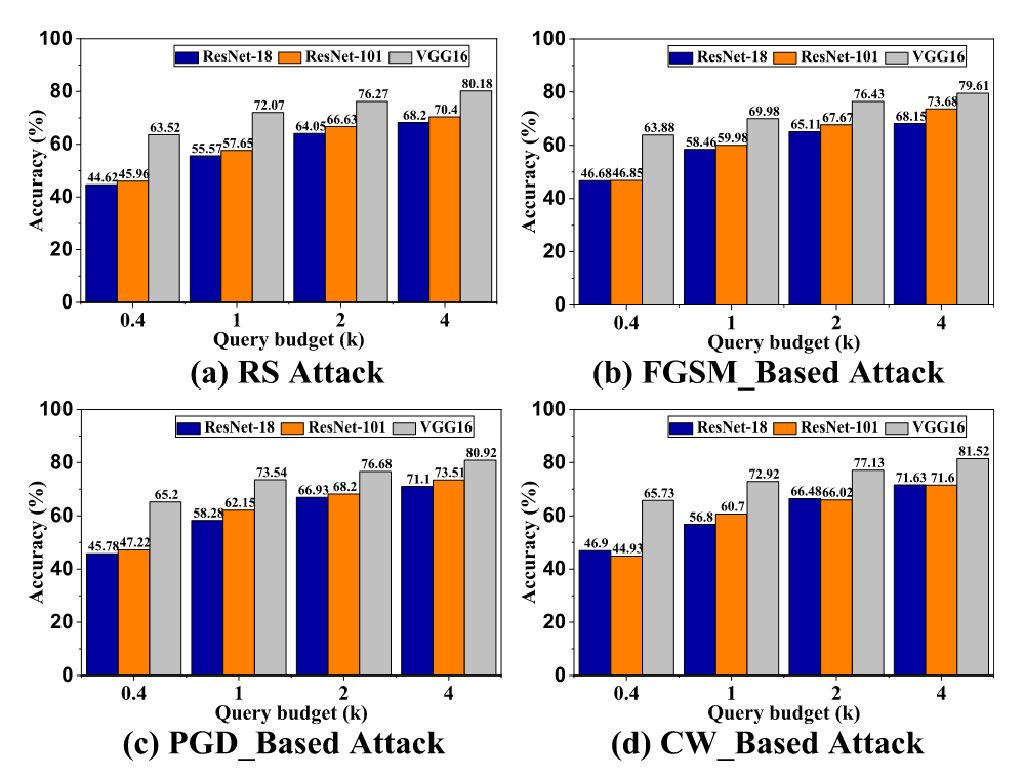 100
ResNet-18 ResNet-101 VGG16
80
60
40
20
0
Accuracy (%)
44.62 45.96 63.52
55.57 57.65 72.07
64.05 66.63 76.27
68.2 70.4 80.18
0.4 1 2 4
Query budget (k)
(a) RS Attack
100
ResNet-18 ResNet-101 VGG16
80
60
40
20
0
Accuracy (%)
46.68 46.85 63.88
58.46 59.98 69.98
65.11 67.67 76.43
68.15 73.68 79.61
0.4 1 2 4
Query budget (k)
(b) FGSM_Based Attack
100
ResNet-18 ResNet-101 VGG16
80
60
40
20
0
Accuracy (%)
45.78 47.22 65.2
58.28 62.15 73.54
66.93 68.2 76.68
71.1 73.51 80.92
0.4 1 2 4
Query budget (k)
(c) PGD_Based Attack
100
ResNet-18 ResNet-101 VGG16
80
60
40
20
0
Accuracy (%)
46.9 44.93 65.73
56.8 60.7 72.92
66.48 66.02 77.13
71.63 71.6 81.52
0.4 1 2 4
Query budget (k)
(d) CW_Based Attack